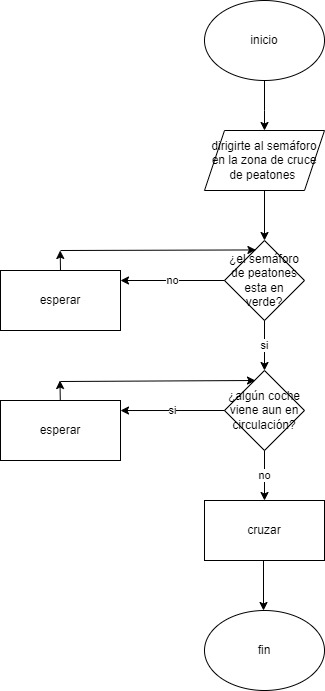 inicio
dirigirte al semáforo
en la zona de cruce
de peatones
¿el semáforo
de peatones
esta en
verde?
no
esperar
si
¿algún coche
viene aun en
circulación?
si
esperar
no
cruzar
fin